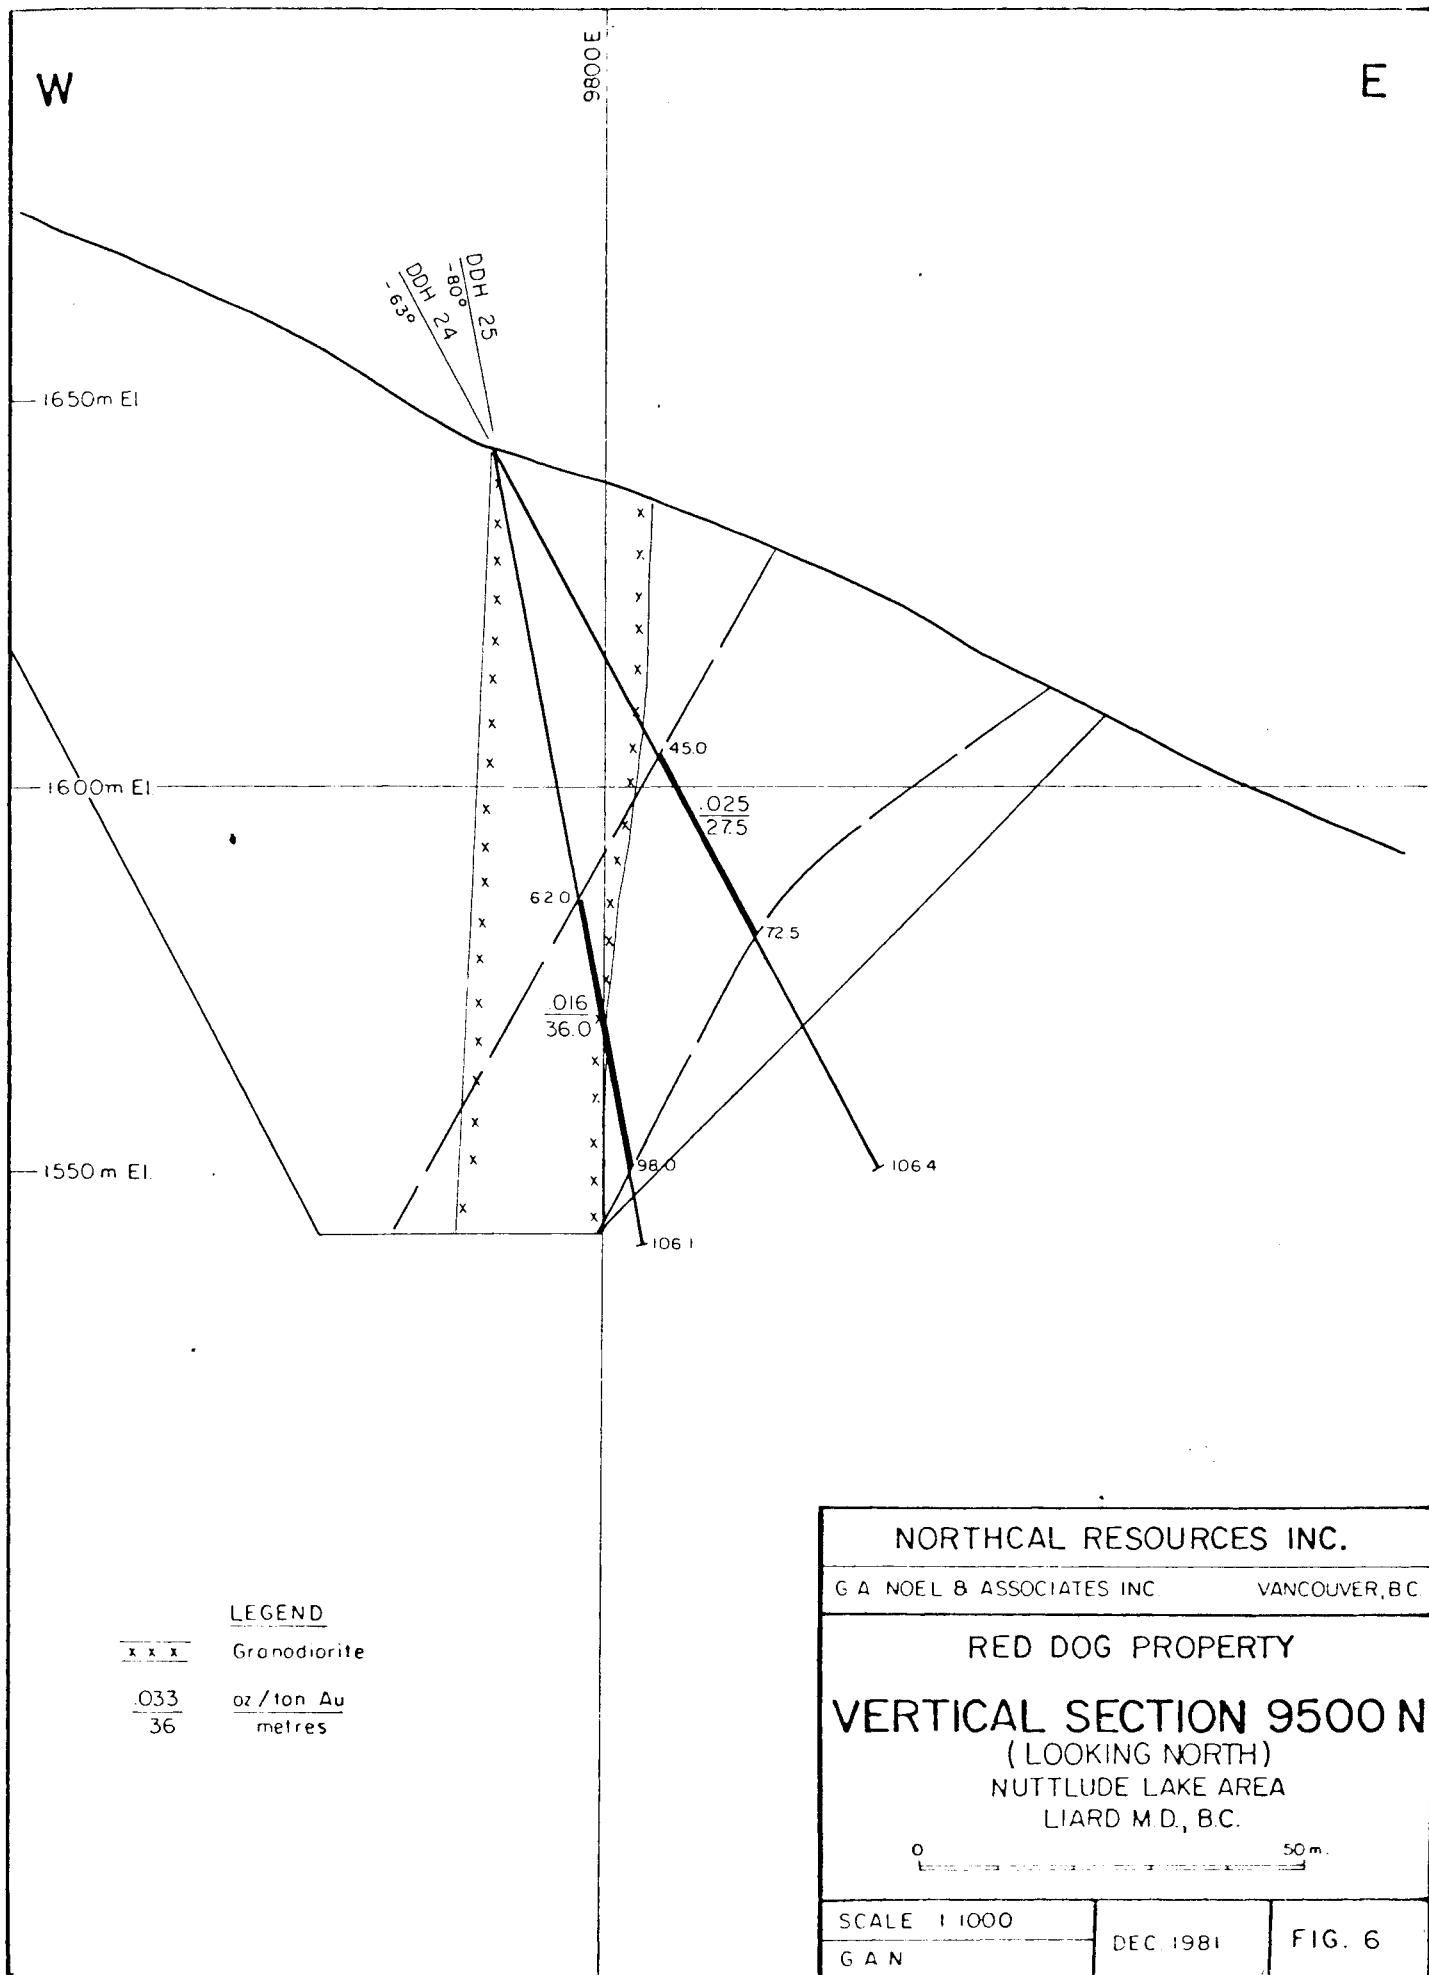 W
9800E
E
DDH 25
-80°
DDH 24
-63°
1650m El
1600m El
45.0
.025
27.5
62.0
72.5
.016
36.0
1550m El.
98.0
106.4
106.1
LEGEND
x x x Granodiorite
.033 oz/ton Au
36 metres
NORTHCAL RESOURCES INC.
G A NOEL & ASSOCIATES INC. VANCOUVER, B.C.
RED DOG PROPERTY
VERTICAL SECTION 9500 N
(LOOKING NORTH)
NUTTLUDE LAKE AREA
LIARD M.D., B.C.
0 50 m.
SCALE 1:1000
G A N
DEC. 1981
FIG. 6